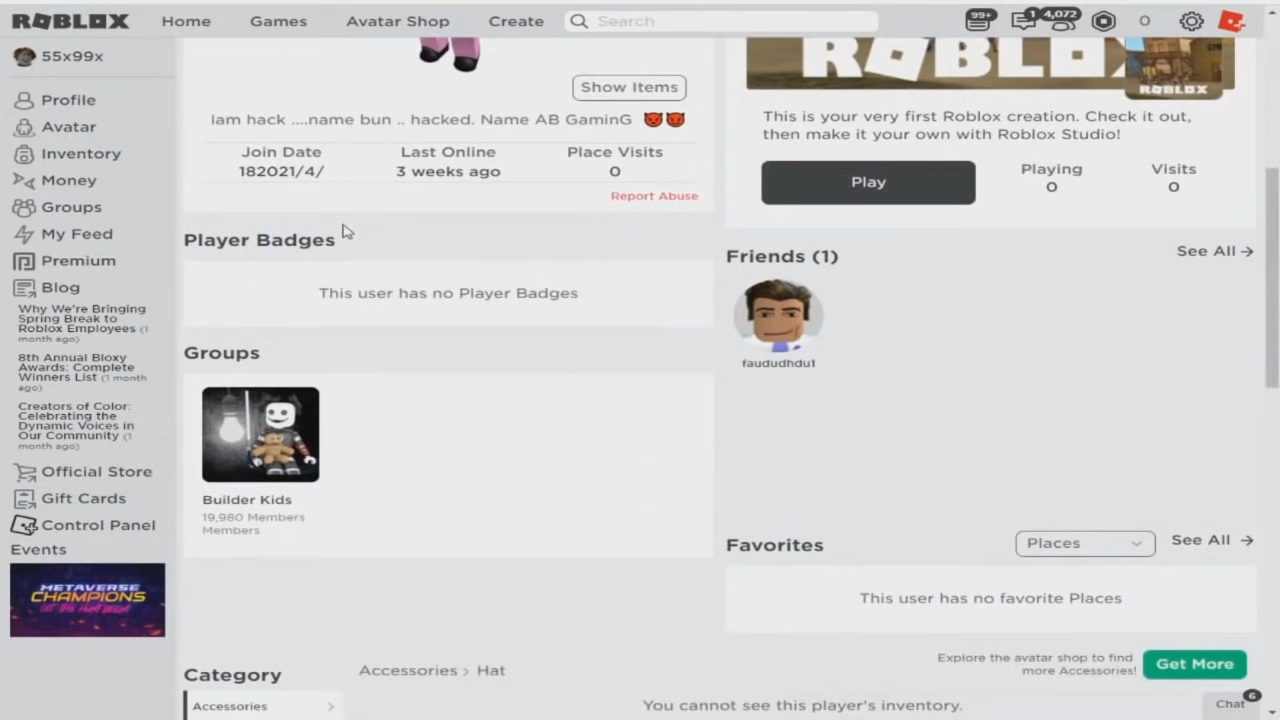 ROBLOX Home Games Avatar Shop Create Search 99+ 1 4,072 0
55x99x
Profile
Avatar
Inventory
Money
Groups
My Feed
Premium
Blog
Why We're Bringing
Spring Break to
Roblox Employees (1
month ago)
8th Annual Bloxy
Awards: Complete
Winners List (1 month
ago)
Creators of Color:
Celebrating the
Dynamic Voices in
Our Community (1
month ago)
Official Store
Gift Cards
Control Panel
Events
METAVERSE
CHAMPIONS
Show Items
Iam hack ....name bun .. hacked. Name AB GaminG 😈😈
Join Date Last Online Place Visits
182021/4/ 3 weeks ago 0
Report Abuse
Player Badges
This user has no Player Badges
Groups
Builder Kids
19,980 Members
Members
ROBLOX
ROBLOX
This is your very first Roblox creation. Check it out,
then make it your own with Roblox Studio!
Play
Playing Visits
0 0
Friends (1) See All →
faududhdu1
Favorites Places See All →
This user has no favorite Places
Category Accessories > Hat
Explore the avatar shop to find
more Accessories!
Get More
Accessories >
You cannot see this player's inventory.
Chat 6